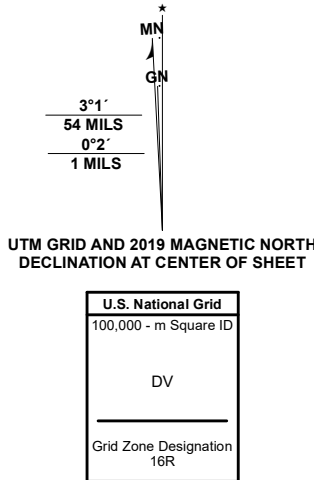 ★
MN
GN
3°1´
54 MILS
0°2´
1 MILS
UTM GRID AND 2019 MAGNETIC NORTH
DECLINATION AT CENTER OF SHEET
U.S. National Grid
100,000 - m Square ID
DV
Grid Zone Designation
16R